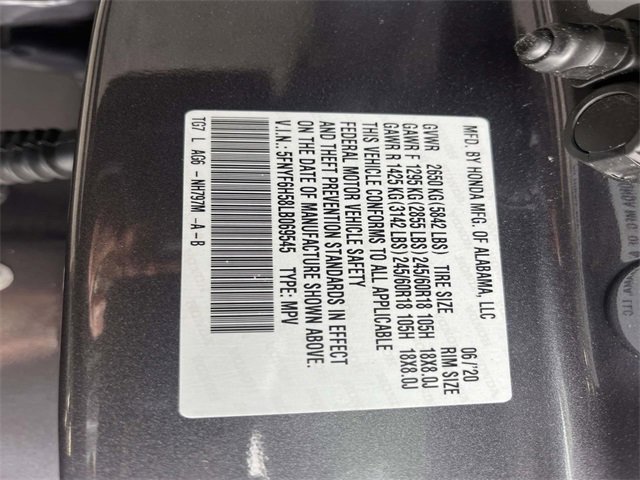 MFD. BY HONDA MFG. OF ALABAMA, LLC 06/'20
GVWR 2650 KG (5842 LBS) TIRE SIZE RIM SIZE
GAWR F 1295 KG (2855 LBS) 245/60R18 105H 18X8.0J
GAWR R 1425 KG (3142 LBS) 245/60R18 105H 18X8.0J
THIS VEHICLE CONFORMS TO ALL APPLICABLE
FEDERAL MOTOR VEHICLE SAFETY
AND THEFT PREVENTION STANDARDS IN EFFECT
ON THE DATE OF MANUFACTURE SHOWN ABOVE.
V.I.N.: 5FNYF6H58LB069545 TYPE: MPV
TG7 L AG6 - NH797M -A -B